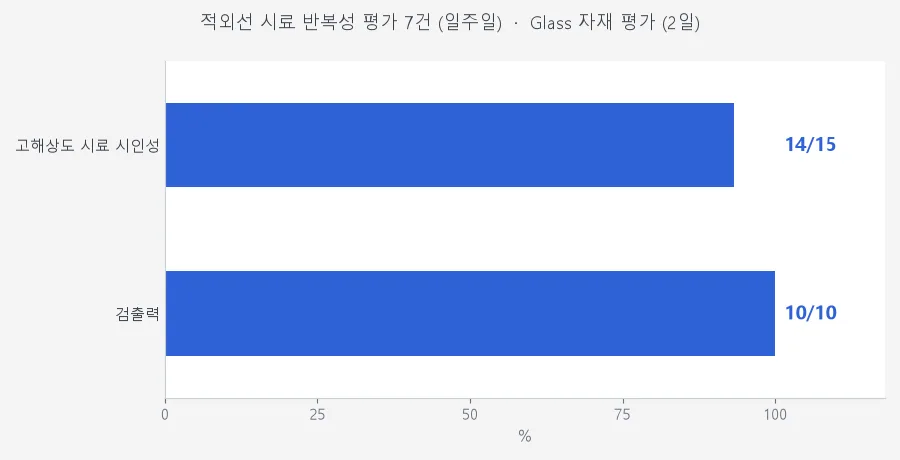 적외선 시료 반복성 평가 7건 (일주일) · Glass 자재 평가 (2일)
고해상도 시료 시인성
14/15
검출력
10/10
0 25 50 75 100
%